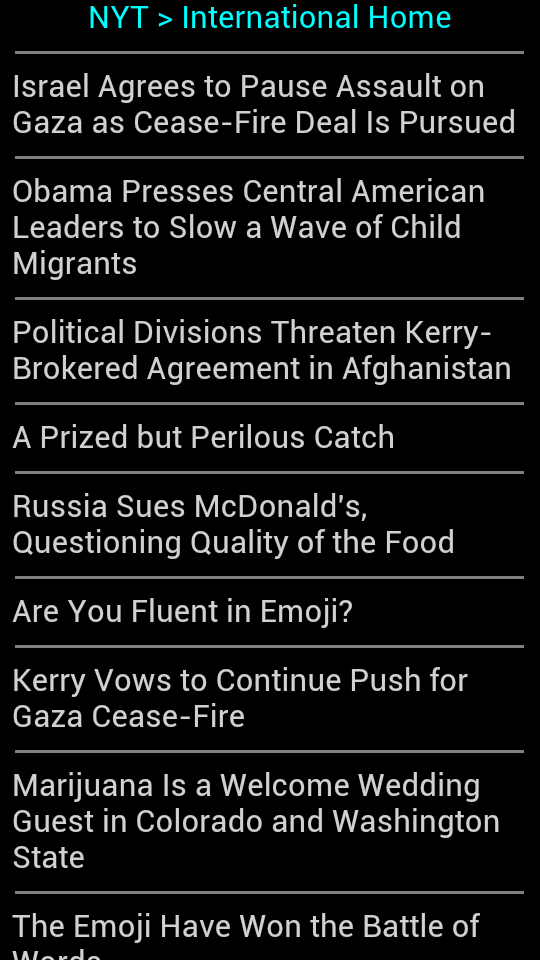 NYT > International Home
Israel Agrees to Pause Assault on
Gaza as Cease-Fire Deal Is Pursued
Obama Presses Central American
Leaders to Slow a Wave of Child
Migrants
Political Divisions Threaten Kerry-
Brokered Agreement in Afghanistan
A Prized but Perilous Catch
Russia Sues McDonald's,
Questioning Quality of the Food
Are You Fluent in Emoji?
Kerry Vows to Continue Push for
Gaza Cease-Fire
Marijuana Is a Welcome Wedding
Guest in Colorado and Washington
State
The Emoji Have Won the Battle of
Words